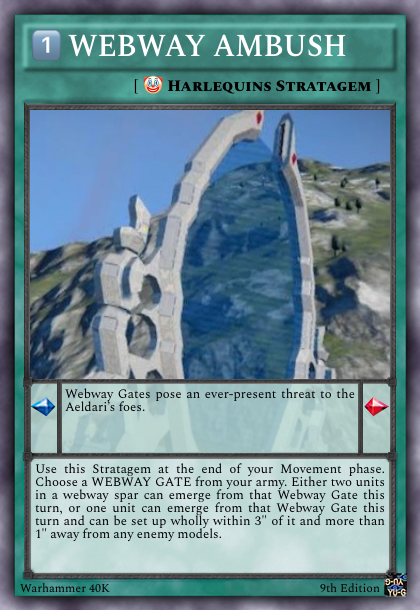 1 WEBWAY AMBUSH
[ 🤡 HARLEQUINS STRATAGEM ]
Webway Gates pose an ever-present threat to the
Aeldari's foes.
Use this Stratagem at the end of your Movement phase.
Choose a WEBWAY GATE from your army. Either two units
in a webway spar can emerge from that Webway Gate this
turn, or one unit can emerge from that Webway Gate this
turn and can be set up wholly within 3" of it and more than
1" away from any enemy models.
Warhammer 40K
9th Edition